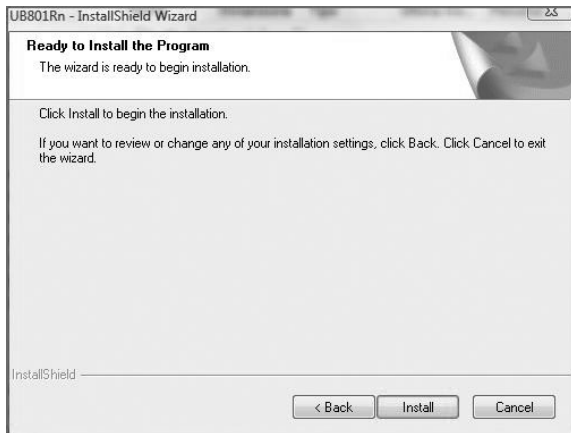 UB801Rn - InstallShield Wizard
Ready to Install the Program
The wizard is ready to begin installation.
Click Install to begin the installation.
If you want to review or change any of your installation settings, click Back. Click Cancel to exit
the wizard.
InstallShield
< Back Install Cancel